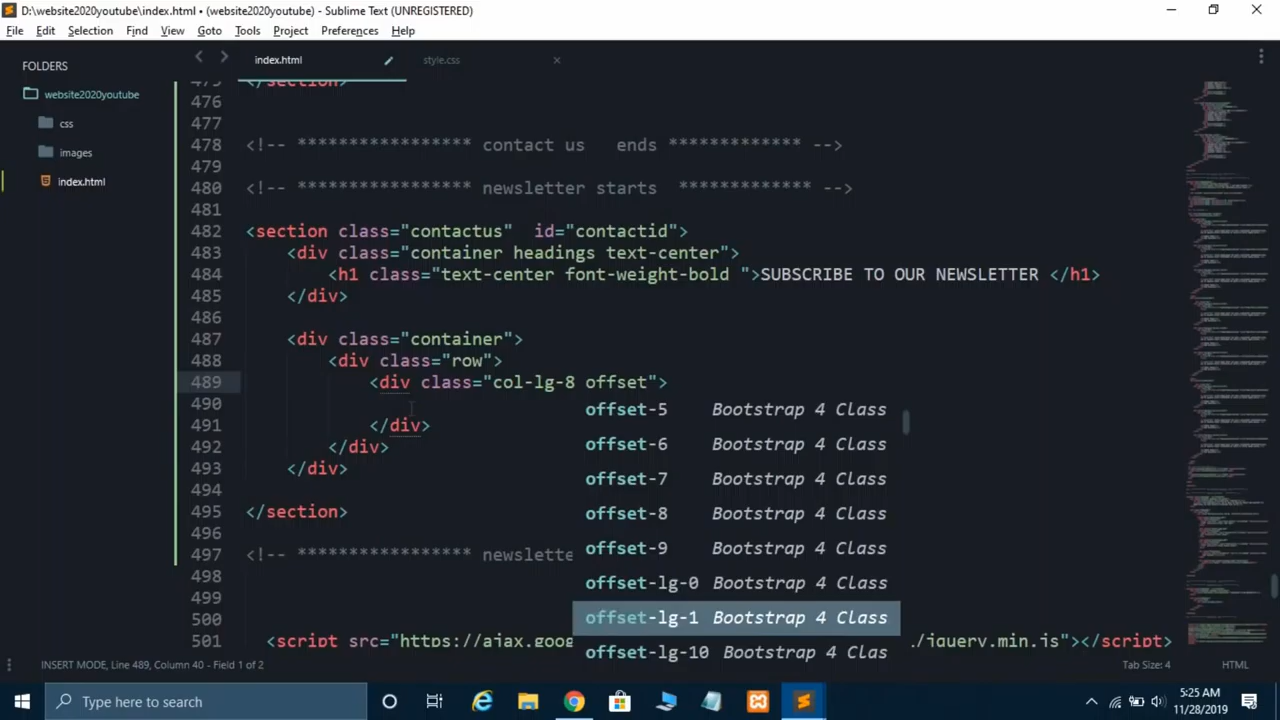 D:\website2020youtube\index.html • (website2020youtube) - Sublime Text (UNREGISTERED)
File Edit Selection Find View Goto Tools Project Preferences Help
FOLDERS
website2020youtube
css
images
index.html
index.html
style.css
475 </section>
476
477
478 <!-- **************** contact us   ends ************ -->
479
480 <!-- **************** newsletter starts  ************ -->
481
482 <section class="contactus"  id="contactid">
483 <div class="container headings text-center">
484 <h1 class="text-center font-weight-bold ">SUBSCRIBE TO OUR NEWSLETTER </h1>
485 </div>
486
487 <div class="container">
488 <div class="row">
489 <div class="col-lg-8 offset">
490
491 </div>
492 </div>
493 </div>
494
495 </section>
496
497 <!-- **************** newslette
498
499
500
501 <script src="https:// ></script>
offset-5 Bootstrap 4 Class
offset-6 Bootstrap 4 Class
offset-7 Bootstrap 4 Class
offset-8 Bootstrap 4 Class
offset-9 Bootstrap 4 Class
offset-lg-0 Bootstrap 4 Class
offset-lg-1 Bootstrap 4 Class
offset-lg-10 Bootstrap 4 Clas
INSERT MODE, Line 489, Column 40 - Field 1 of 2
Tab Size: 4
HTML
Type here to search
5:25 AM
11/28/2019